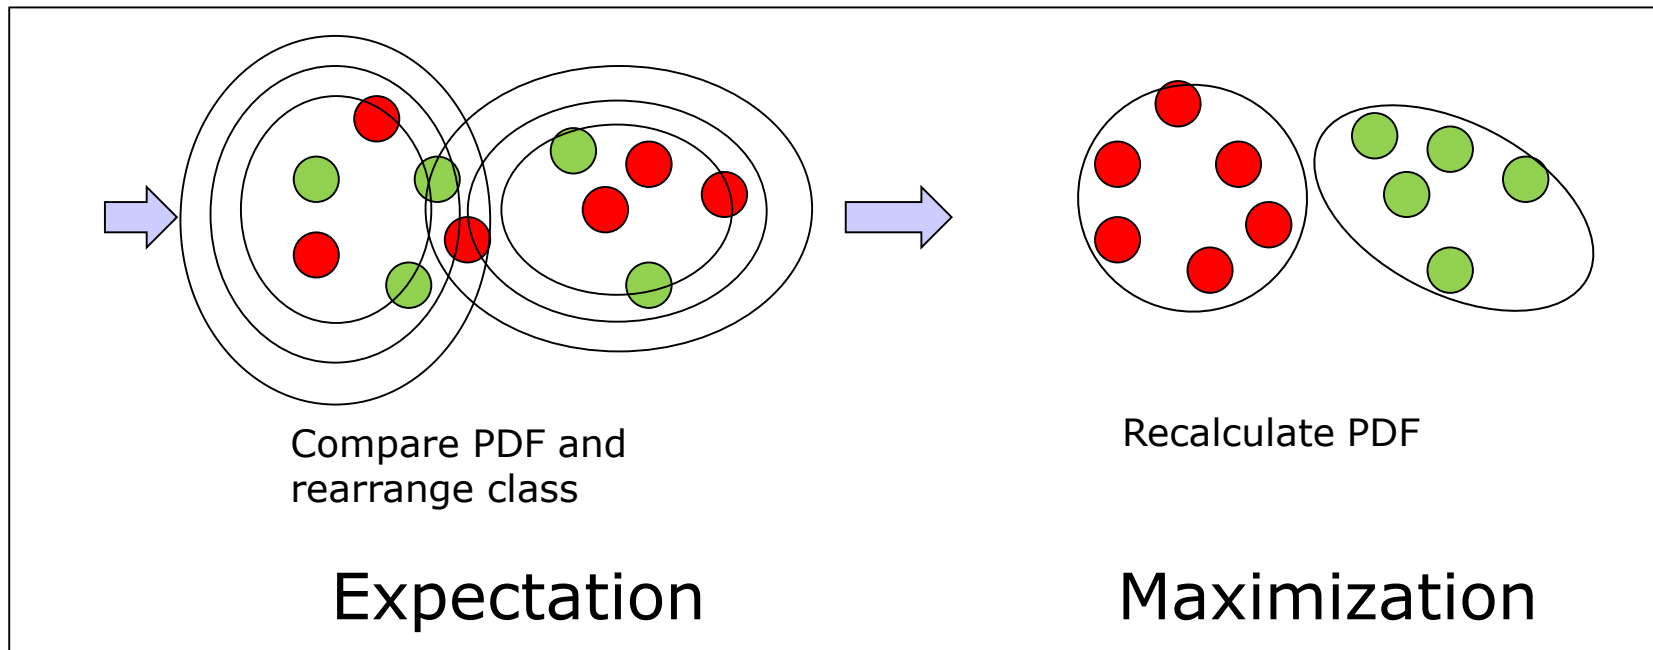 Compare PDF and
rearrange class
Recalculate PDF
Expectation
Maximization